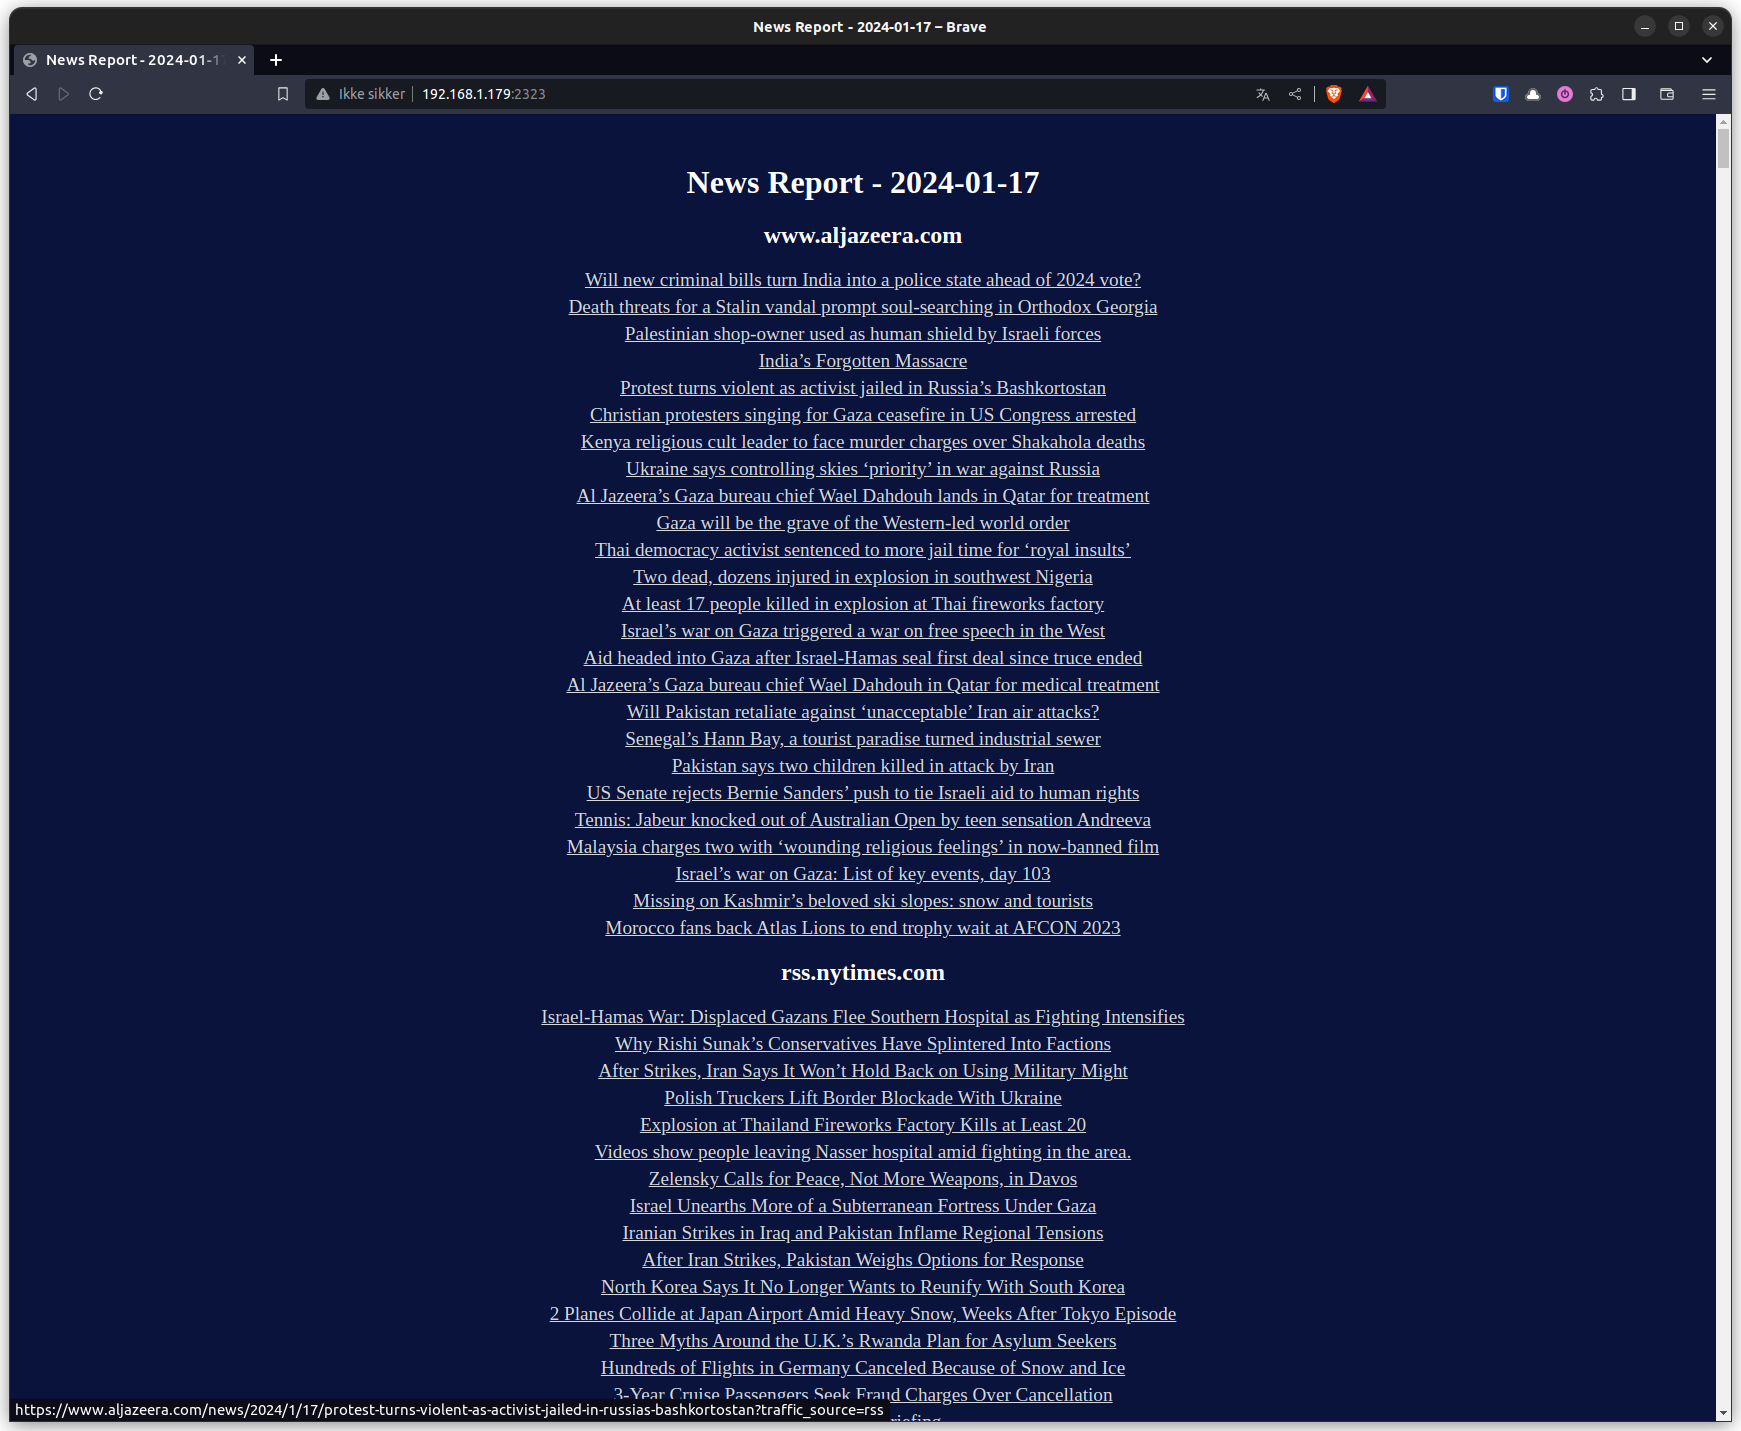 News Report - 2024-01-17 – Brave
News Report - 2024-01-17
Ikke sikker 192.168.1.179:2323
News Report - 2024-01-17
www.aljazeera.com
Will new criminal bills turn India into a police state ahead of 2024 vote?
Death threats for a Stalin vandal prompt soul-searching in Orthodox Georgia
Palestinian shop-owner used as human shield by Israeli forces
India’s Forgotten Massacre
Protest turns violent as activist jailed in Russia’s Bashkortostan
Christian protesters singing for Gaza ceasefire in US Congress arrested
Kenya religious cult leader to face murder charges over Shakahola deaths
Ukraine says controlling skies ‘priority’ in war against Russia
Al Jazeera’s Gaza bureau chief Wael Dahdouh lands in Qatar for treatment
Gaza will be the grave of the Western-led world order
Thai democracy activist sentenced to more jail time for ‘royal insults’
Two dead, dozens injured in explosion in southwest Nigeria
At least 17 people killed in explosion at Thai fireworks factory
Israel’s war on Gaza triggered a war on free speech in the West
Aid headed into Gaza after Israel-Hamas seal first deal since truce ended
Al Jazeera’s Gaza bureau chief Wael Dahdouh in Qatar for medical treatment
Will Pakistan retaliate against ‘unacceptable’ Iran air attacks?
Senegal’s Hann Bay, a tourist paradise turned industrial sewer
Pakistan says two children killed in attack by Iran
US Senate rejects Bernie Sanders’ push to tie Israeli aid to human rights
Tennis: Jabeur knocked out of Australian Open by teen sensation Andreeva
Malaysia charges two with ‘wounding religious feelings’ in now-banned film
Israel’s war on Gaza: List of key events, day 103
Missing on Kashmir’s beloved ski slopes: snow and tourists
Morocco fans back Atlas Lions to end trophy wait at AFCON 2023
rss.nytimes.com
Israel-Hamas War: Displaced Gazans Flee Southern Hospital as Fighting Intensifies
Why Rishi Sunak’s Conservatives Have Splintered Into Factions
After Strikes, Iran Says It Won’t Hold Back on Using Military Might
Polish Truckers Lift Border Blockade With Ukraine
Explosion at Thailand Fireworks Factory Kills at Least 20
Videos show people leaving Nasser hospital amid fighting in the area.
Zelensky Calls for Peace, Not More Weapons, in Davos
Israel Unearths More of a Subterranean Fortress Under Gaza
Iranian Strikes in Iraq and Pakistan Inflame Regional Tensions
After Iran Strikes, Pakistan Weighs Options for Response
North Korea Says It No Longer Wants to Reunify With South Korea
2 Planes Collide at Japan Airport Amid Heavy Snow, Weeks After Tokyo Episode
Three Myths Around the U.K.’s Rwanda Plan for Asylum Seekers
Hundreds of Flights in Germany Canceled Because of Snow and Ice
3-Year Cruise Passengers Seek Fraud Charges Over Cancellation
https://www.aljazeera.com/news/2024/1/17/protest-turns-violent-as-activist-jailed-in-russias-bashkortostan?traffic_source=rss